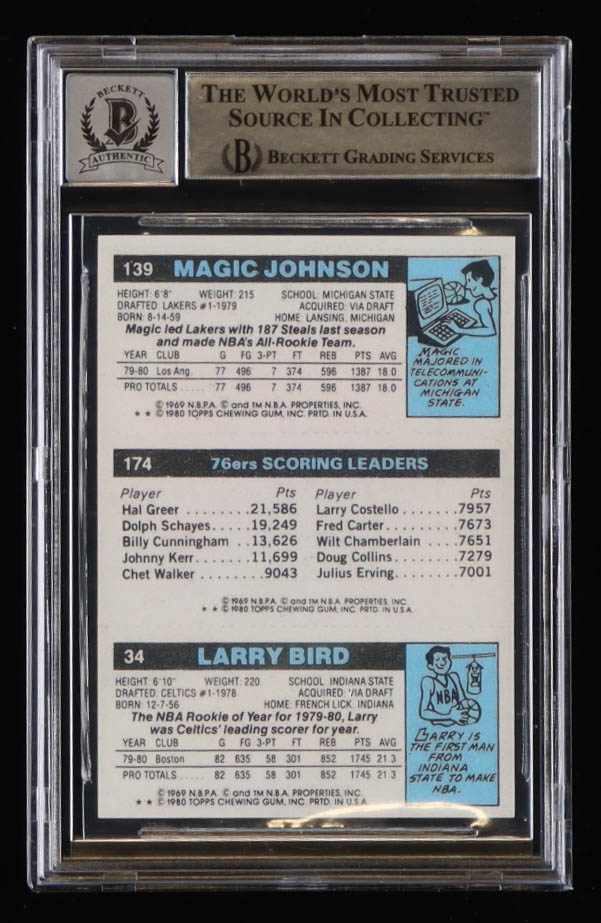 BECKETT
B
AUTHENTIC
THE WORLD'S MOST TRUSTED
SOURCE IN COLLECTING™
B BECKETT GRADING SERVICES
139 MAGIC JOHNSON
HEIGHT: 6'8" WEIGHT: 215 SCHOOL: MICHIGAN STATE
DRAFTED: LAKERS #1-1979 ACQUIRED: VIA DRAFT
BORN: 8-14-59 HOME: LANSING, MICHIGAN
Magic led Lakers with 187 Steals last season
and made NBA's All-Rookie Team.
YEAR CLUB G FG 3-PT FT REB PTS AVG
79-80 Los Ang. 77 496 7 374 596 1387 18.0
PRO TOTALS ..... 77 496 7 374 596 1387 18.0
© 1969 N.B.P.A. © and TM N.B.A. PROPERTIES, INC.
★ ★ © 1980 TOPPS CHEWING GUM, INC. PRTD. IN U.S.A.
MAGIC
MAJORED IN
TELECOMMUNI-
CATIONS AT
MICHIGAN
STATE.
174 76ers SCORING LEADERS
Player Pts Player Pts
Hal Greer ........21,586 Larry Costello .......7957
Dolph Schayes.....19,249 Fred Carter.........7673
Billy Cunningham ..13,626 Wilt Chamberlain ....7651
Johnny Kerr.......11,699 Doug Collins ........7279
Chet Walker ........9043 Julius Erving........7001
© 1969 N.B.P.A. © and TM N.B.A. PROPERTIES, INC.
★ ★ © 1980 TOPPS CHEWING GUM, INC. PRTD. IN U.S.A.
34 LARRY BIRD
HEIGHT: 6'10" WEIGHT: 220 SCHOOL: INDIANA STATE
DRAFTED: CELTICS #1-1978 ACQUIRED: VIA DRAFT
BORN: 12-7-56 HOME: FRENCH LICK, INDIANA
The NBA Rookie of Year for 1979-80, Larry
was Celtics' leading scorer for year.
YEAR CLUB G FG 3-PT FT REB PTS AVG
79-80 Boston 82 635 58 301 852 1745 21.3
PRO TOTALS ..... 82 635 58 301 852 1745 21.3
© 1969 N.B.P.A. © and TM N.B.A. PROPERTIES, INC.
★ ★ © 1980 TOPPS CHEWING GUM, INC. PRTD. IN U.S.A.
NBA
LARRY IS
THE FIRST MAN
FROM
INDIANA
STATE TO MAKE
NBA.